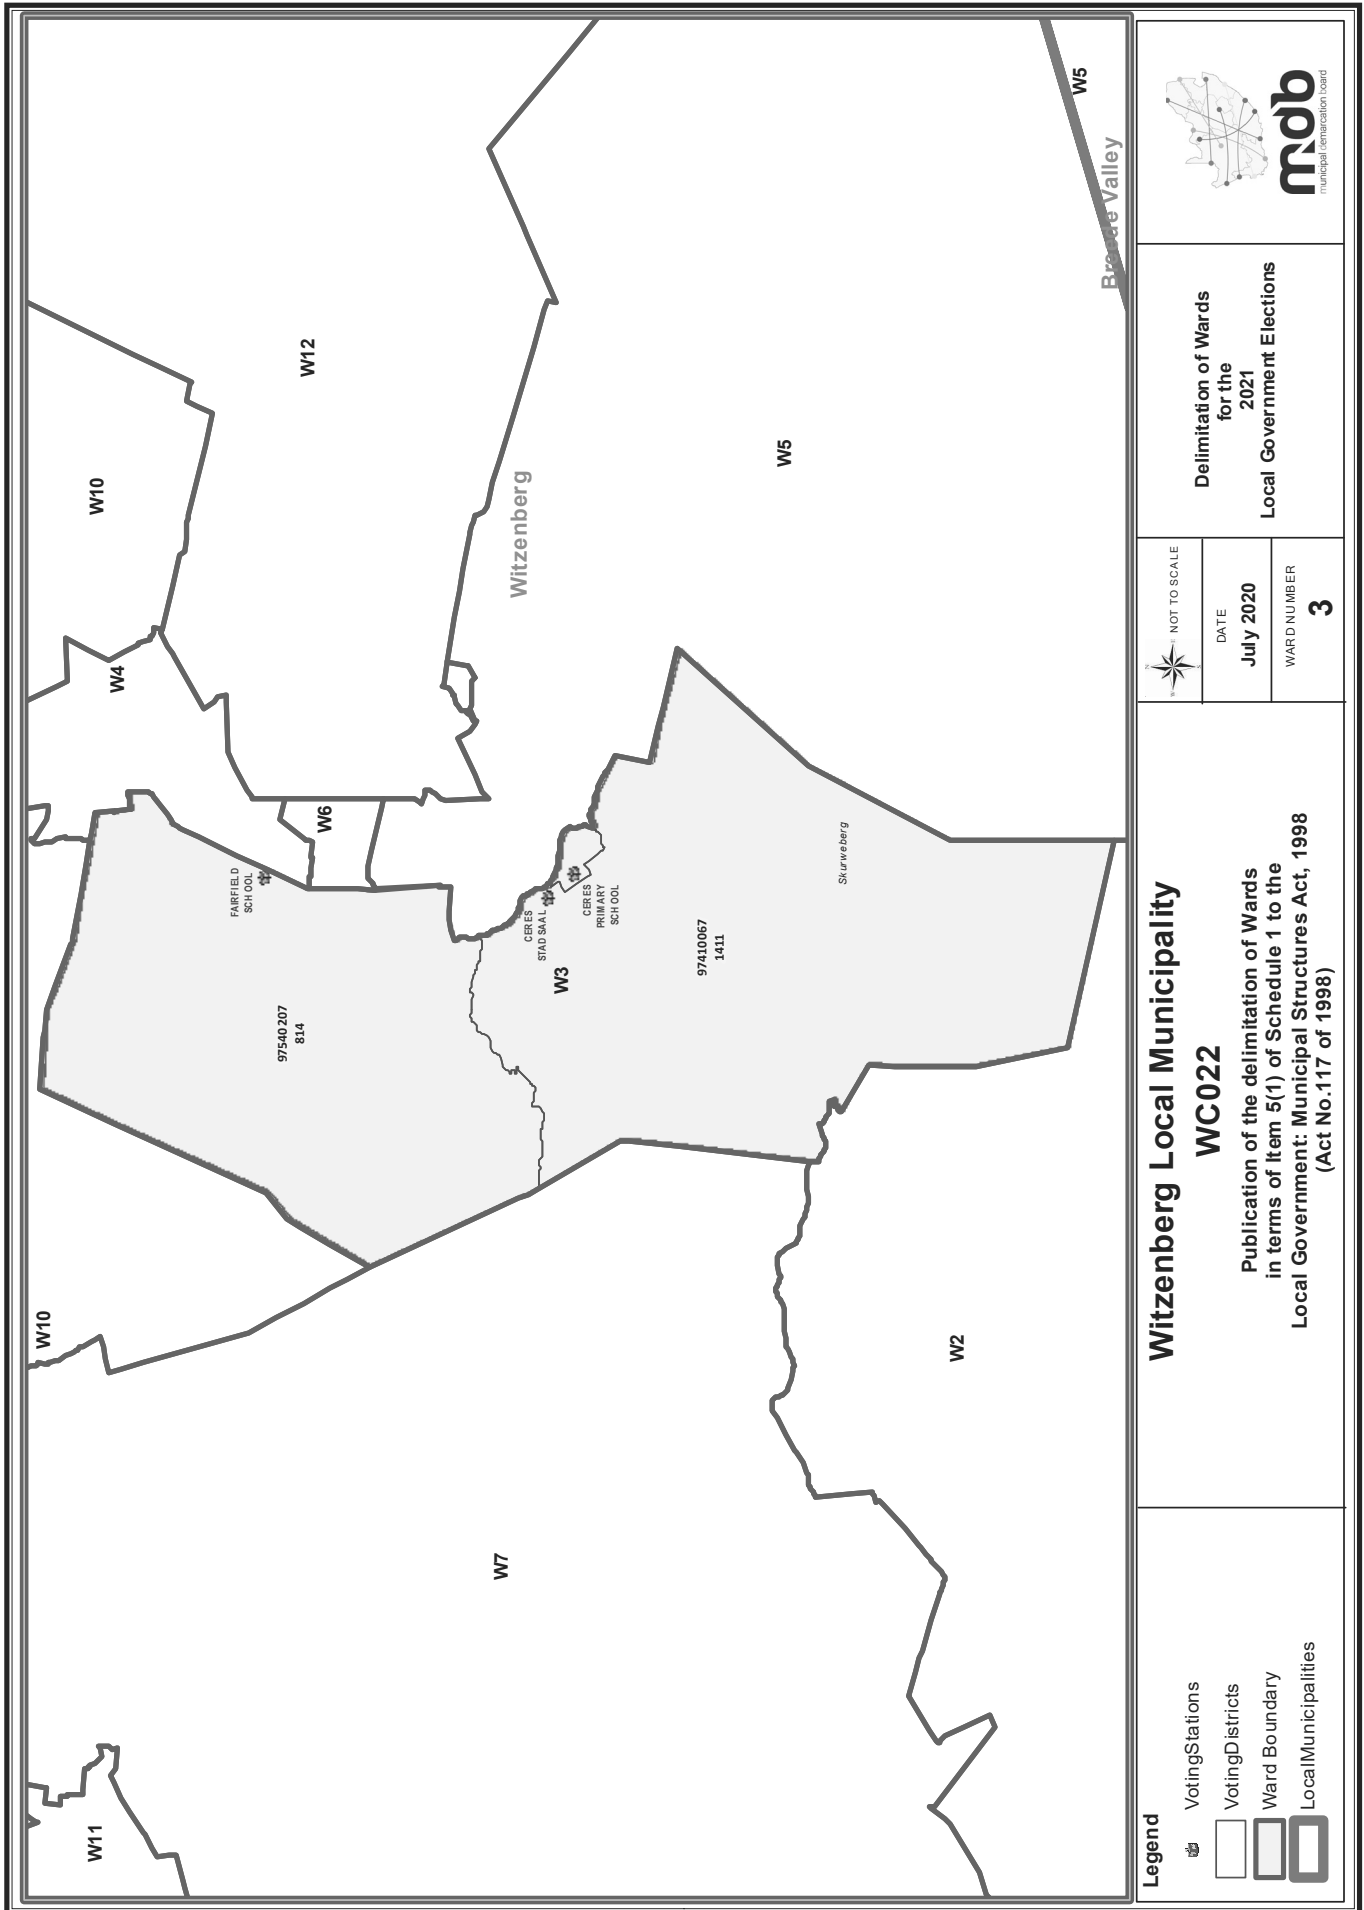 W11
W10
W4
W10
W12
W6
W5
W7
W2
W5
W3
Witzenberg
Breede Valley
FAIRFIELD
SCHOOL
CERES
STADSAAL
CERES
PRIMARY
SCHOOL
97540207
814
97410067
1411
Skurweberg
Legend
VotingStations
VotingDistricts
Ward Boundary
LocalMunicipalities
Witzenberg Local Municipality
WC022
Publication of the delimitation of Wards
in terms of Item 5(1) of Schedule 1 to the
Local Government: Municipal Structures Act, 1998
(Act No.117 of 1998)
N
W
E
S
NOT TO SCALE
DATE
July 2020
WARD NUMBER
3
Delimitation of Wards
for the
2021
Local Government Elections
mdb
municipal demarcation board